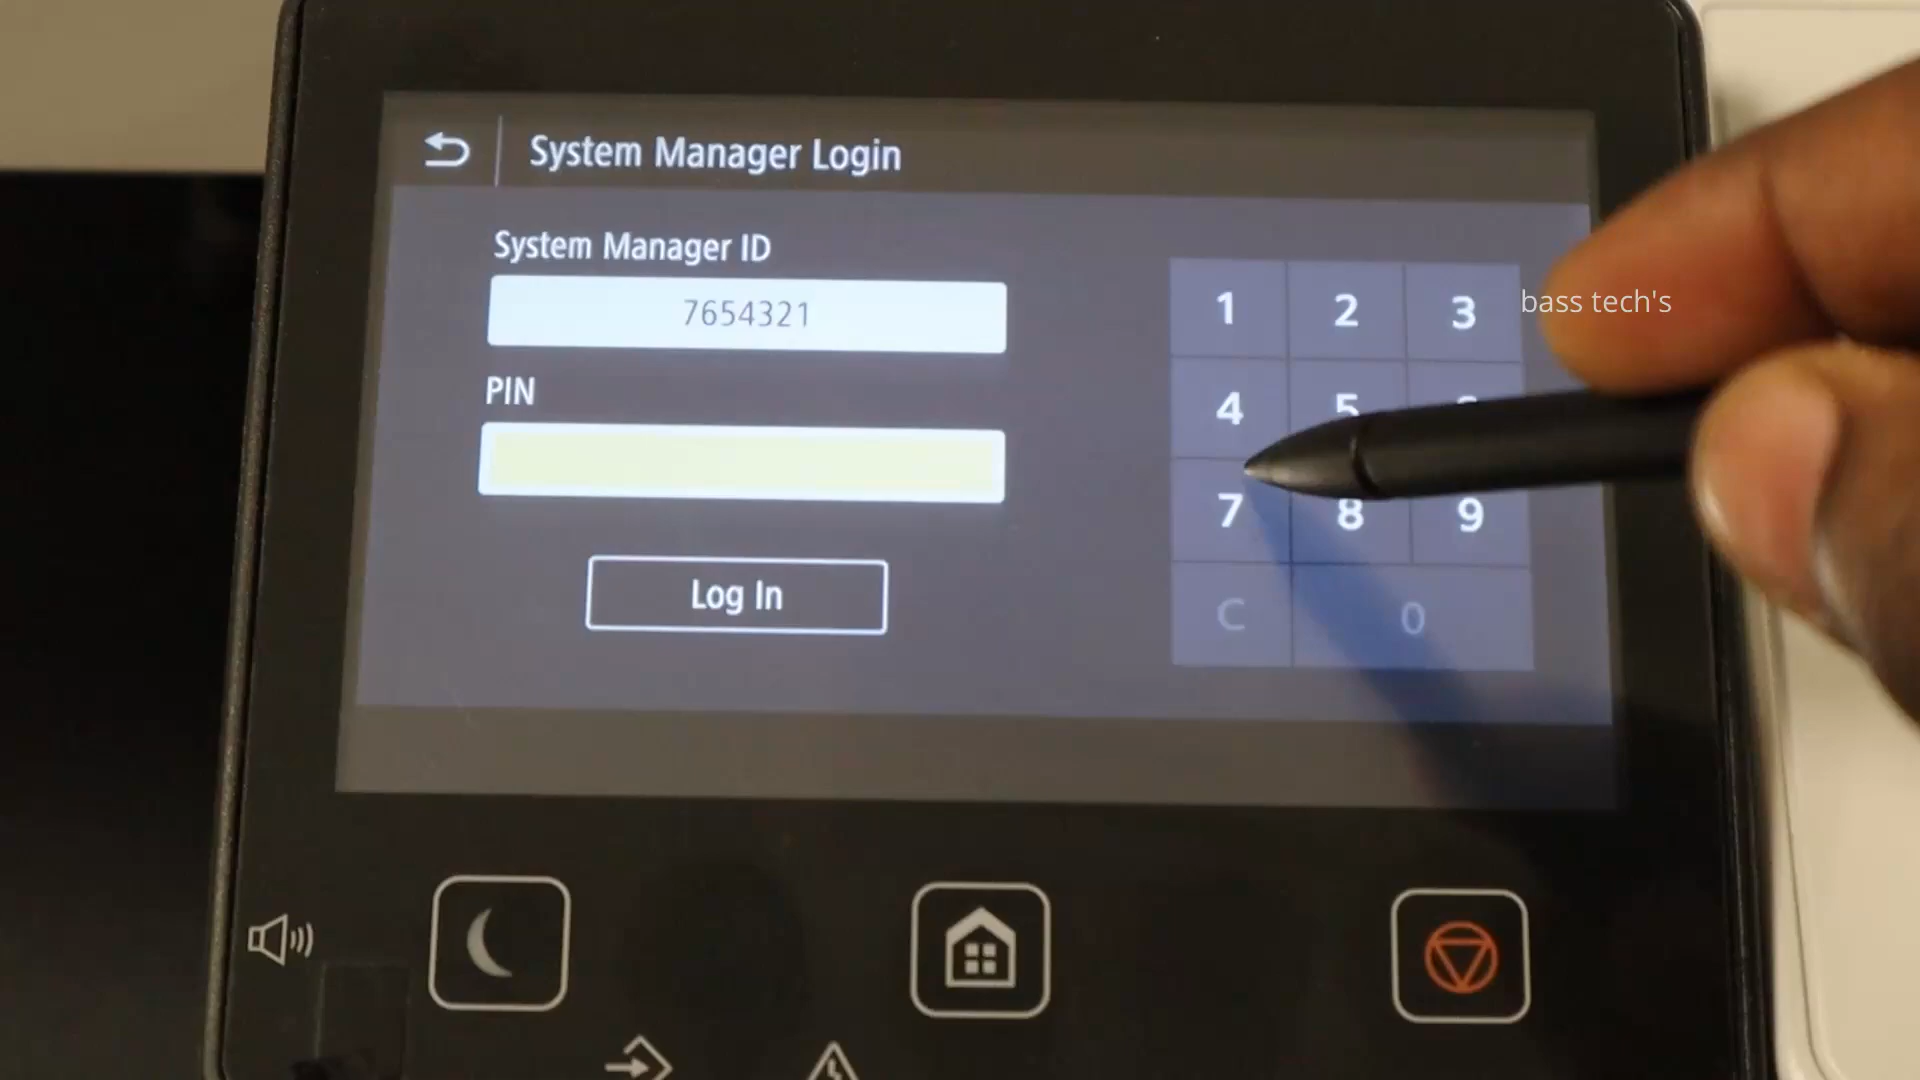 System Manager Login
System Manager ID
7654321
PIN
Log In
1 2 3
4 5
7 8 9
C 0
bass tech's